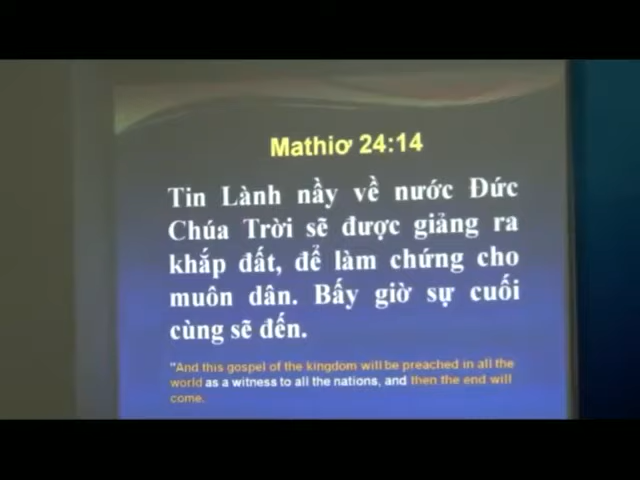 Mathiơ 24:14
Tin Lành nầy về nước Đức
Chúa Trời sẽ được giảng ra
khắp đất, để làm chứng cho
muôn dân. Bấy giờ sự cuối
cùng sẽ đến.
"And this gospel of the kingdom will be preached in all the
world as a witness to all the nations, and then the end will
come.